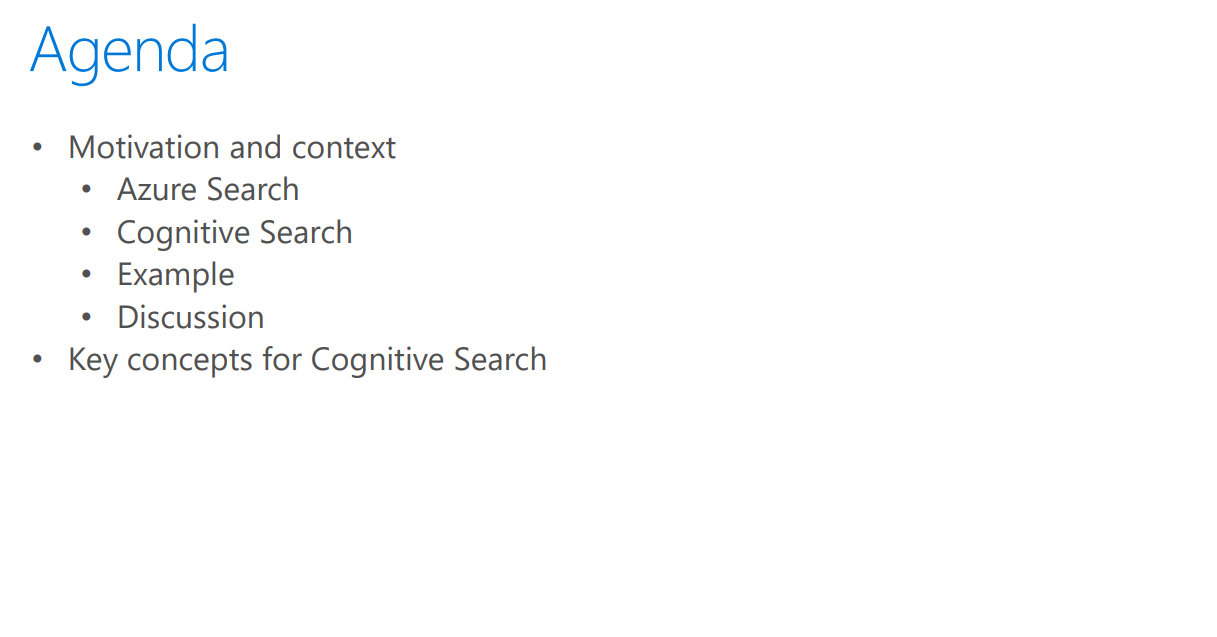 Agenda
• Motivation and context
• Azure Search
• Cognitive Search
• Example
• Discussion
• Key concepts for Cognitive Search